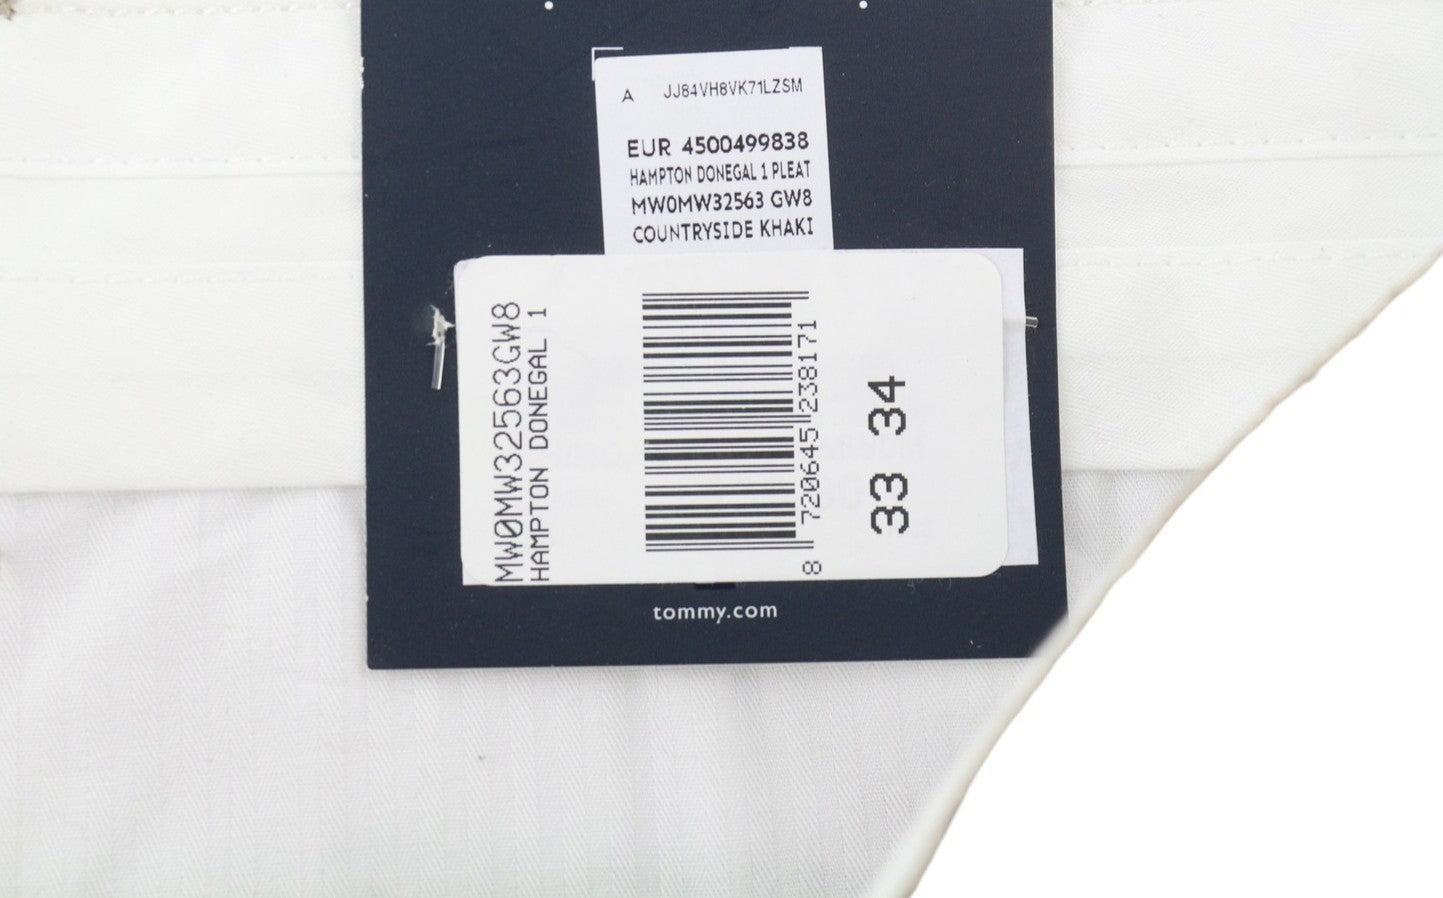 A JJ84VH8VK71LZSM
EUR 4500499838
HAMPTON DONEGAL 1 PLEAT
MW0MW32563 GW8
COUNTRYSIDE KHAKI
MW0MW32563GW8
HAMPTON DONEGAL 1
8 720645 238171
33 34
tommy.com